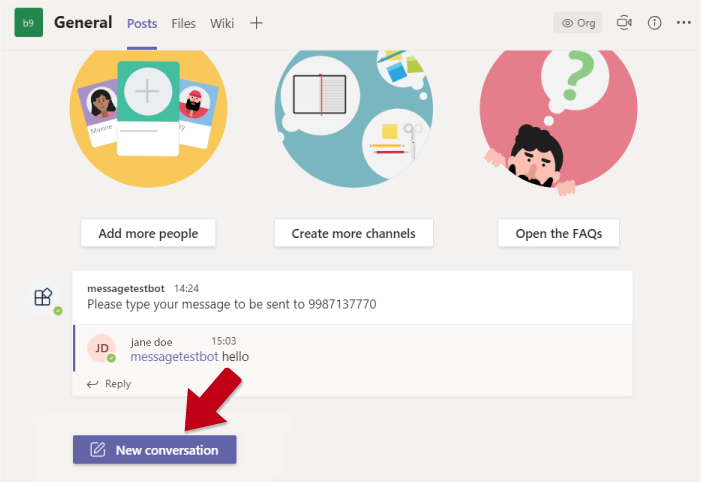 b9 General Posts Files Wiki Org
Maxine
Add more people Create more channels Open the FAQs
messagetestbot 14:24
Please type your message to be sent to 9987137770
JD jane doe 15:03
messagetestbot hello
Reply
New conversation